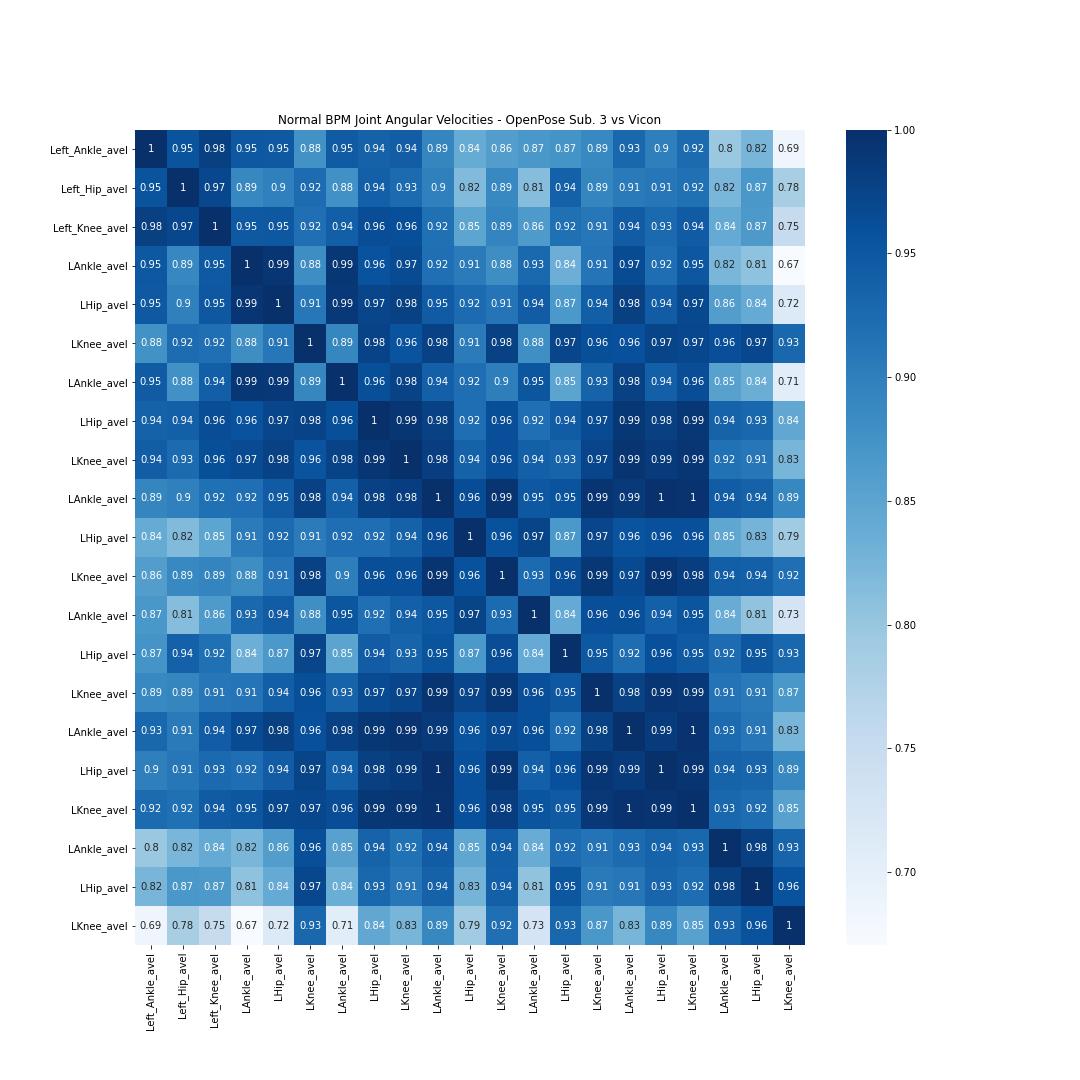 Normal BPM Joint Angular Velocities - OpenPose Sub. 3 vs Vicon
Left_Ankle_avel 1 0.95 0.98 0.95 0.95 0.88 0.95 0.94 0.94 0.89 0.84 0.86 0.87 0.87 0.89 0.93 0.9 0.92 0.8 0.82 0.69
Left_Hip_avel 0.95 1 0.97 0.89 0.9 0.92 0.88 0.94 0.93 0.9 0.82 0.89 0.81 0.94 0.89 0.91 0.91 0.92 0.82 0.87 0.78
Left_Knee_avel 0.98 0.97 1 0.95 0.95 0.92 0.94 0.96 0.96 0.92 0.85 0.89 0.86 0.92 0.91 0.94 0.93 0.94 0.84 0.87 0.75
LAnkle_avel 0.95 0.89 0.95 1 0.99 0.88 0.99 0.96 0.97 0.92 0.91 0.88 0.93 0.84 0.91 0.97 0.92 0.95 0.82 0.81 0.67
LHip_avel 0.95 0.9 0.95 0.99 1 0.91 0.99 0.97 0.98 0.95 0.92 0.91 0.94 0.87 0.94 0.98 0.94 0.97 0.86 0.84 0.72
LKnee_avel 0.88 0.92 0.92 0.88 0.91 1 0.89 0.98 0.96 0.98 0.91 0.98 0.88 0.97 0.96 0.96 0.97 0.97 0.96 0.97 0.93
LAnkle_avel 0.95 0.88 0.94 0.99 0.99 0.89 1 0.96 0.98 0.94 0.92 0.9 0.95 0.85 0.93 0.98 0.94 0.96 0.85 0.84 0.71
LHip_avel 0.94 0.94 0.96 0.96 0.97 0.98 0.96 1 0.99 0.98 0.92 0.96 0.92 0.94 0.97 0.99 0.98 0.99 0.94 0.93 0.84
LKnee_avel 0.94 0.93 0.96 0.97 0.98 0.96 0.98 0.99 1 0.98 0.94 0.96 0.94 0.93 0.97 0.99 0.99 0.99 0.92 0.91 0.83
LAnkle_avel 0.89 0.9 0.92 0.92 0.95 0.98 0.94 0.98 0.98 1 0.96 0.99 0.95 0.95 0.99 0.99 1 1 0.94 0.94 0.89
LHip_avel 0.84 0.82 0.85 0.91 0.92 0.91 0.92 0.92 0.94 0.96 1 0.96 0.97 0.87 0.97 0.96 0.96 0.96 0.85 0.83 0.79
LKnee_avel 0.86 0.89 0.89 0.88 0.91 0.98 0.9 0.96 0.96 0.99 0.96 1 0.93 0.96 0.99 0.97 0.99 0.98 0.94 0.94 0.92
LAnkle_avel 0.87 0.81 0.86 0.93 0.94 0.88 0.95 0.92 0.94 0.95 0.97 0.93 1 0.84 0.96 0.96 0.94 0.95 0.84 0.81 0.73
LHip_avel 0.87 0.94 0.92 0.84 0.87 0.97 0.85 0.94 0.93 0.95 0.87 0.96 0.84 1 0.95 0.92 0.96 0.95 0.92 0.95 0.93
LKnee_avel 0.89 0.89 0.91 0.91 0.94 0.96 0.93 0.97 0.97 0.99 0.97 0.99 0.96 0.95 1 0.98 0.99 0.99 0.91 0.91 0.87
LAnkle_avel 0.93 0.91 0.94 0.97 0.98 0.96 0.98 0.99 0.99 0.99 0.96 0.97 0.96 0.92 0.98 1 0.99 1 0.93 0.91 0.83
LHip_avel 0.9 0.91 0.93 0.92 0.94 0.97 0.94 0.98 0.99 1 0.96 0.99 0.94 0.96 0.99 0.99 1 0.99 0.94 0.93 0.89
LKnee_avel 0.92 0.92 0.94 0.95 0.97 0.97 0.96 0.99 0.99 1 0.96 0.98 0.95 0.95 0.99 1 0.99 1 0.93 0.92 0.85
LAnkle_avel 0.8 0.82 0.84 0.82 0.86 0.96 0.85 0.94 0.92 0.94 0.85 0.94 0.84 0.92 0.91 0.93 0.94 0.93 1 0.98 0.93
LHip_avel 0.82 0.87 0.87 0.81 0.84 0.97 0.84 0.93 0.91 0.94 0.83 0.94 0.81 0.95 0.91 0.91 0.93 0.92 0.98 1 0.96
LKnee_avel 0.69 0.78 0.75 0.67 0.72 0.93 0.71 0.84 0.83 0.89 0.79 0.92 0.73 0.93 0.87 0.83 0.89 0.85 0.93 0.96 1
Left_Ankle_avel
Left_Hip_avel
Left_Knee_avel
LAnkle_avel
LHip_avel
LKnee_avel
LAnkle_avel
LHip_avel
LKnee_avel
LAnkle_avel
LHip_avel
LKnee_avel
LAnkle_avel
LHip_avel
LKnee_avel
LAnkle_avel
LHip_avel
LKnee_avel
LAnkle_avel
LHip_avel
LKnee_avel
1.00
0.95
0.90
0.85
0.80
0.75
0.70